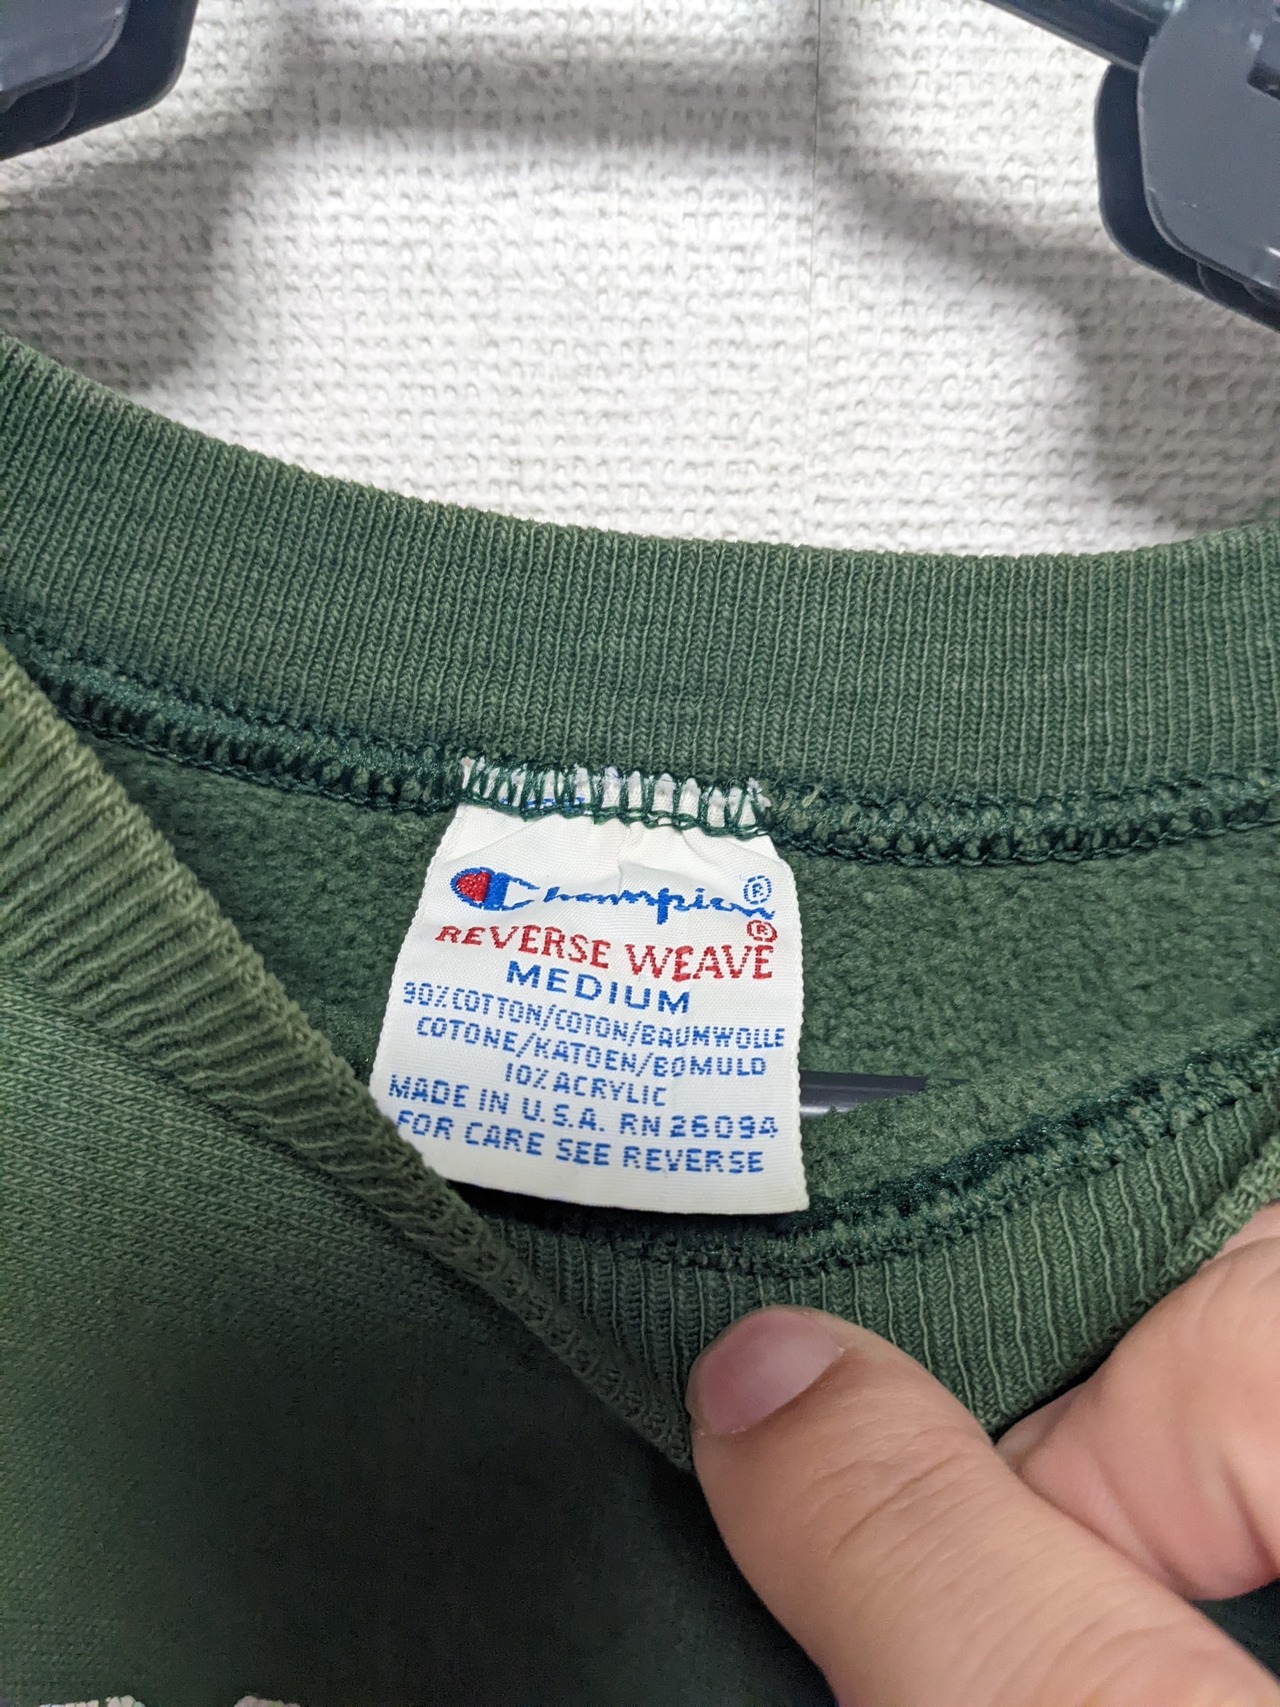 Champion®
REVERSE WEAVE®
MEDIUM
90% COTTON/COTON/BAUMWOLLE
COTONE/KATOEN/BOMULD
10% ACRYLIC
MADE IN U.S.A. RN 26094
FOR CARE SEE REVERSE